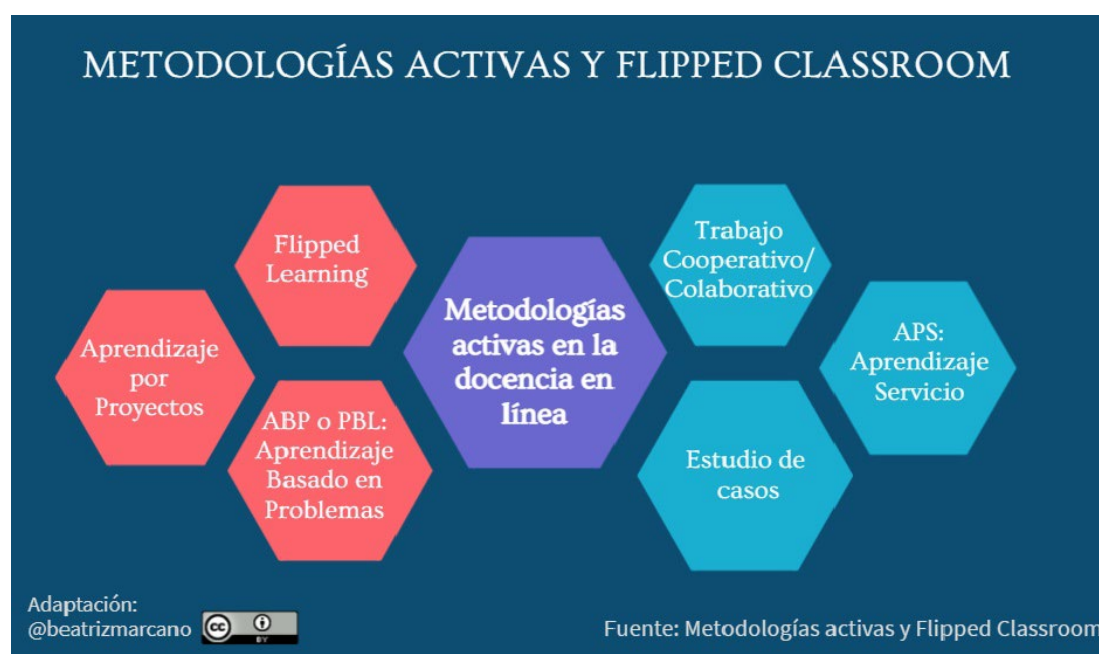 METODOLOGÍAS ACTIVAS Y FLIPPED CLASSROOM
Flipped
Learning
Aprendizaje
por
Proyectos
ABP o PBL:
Aprendizaje
Basado en
Problemas
Metodologías
activas en la
docencia en
línea
Trabajo
Cooperativo/
Colaborativo
APS:
Aprendizaje
Servicio
Estudio de
casos
Adaptación:
@beatrizmarcano
cc
BY
Fuente: Metodologías activas y Flipped Classroom